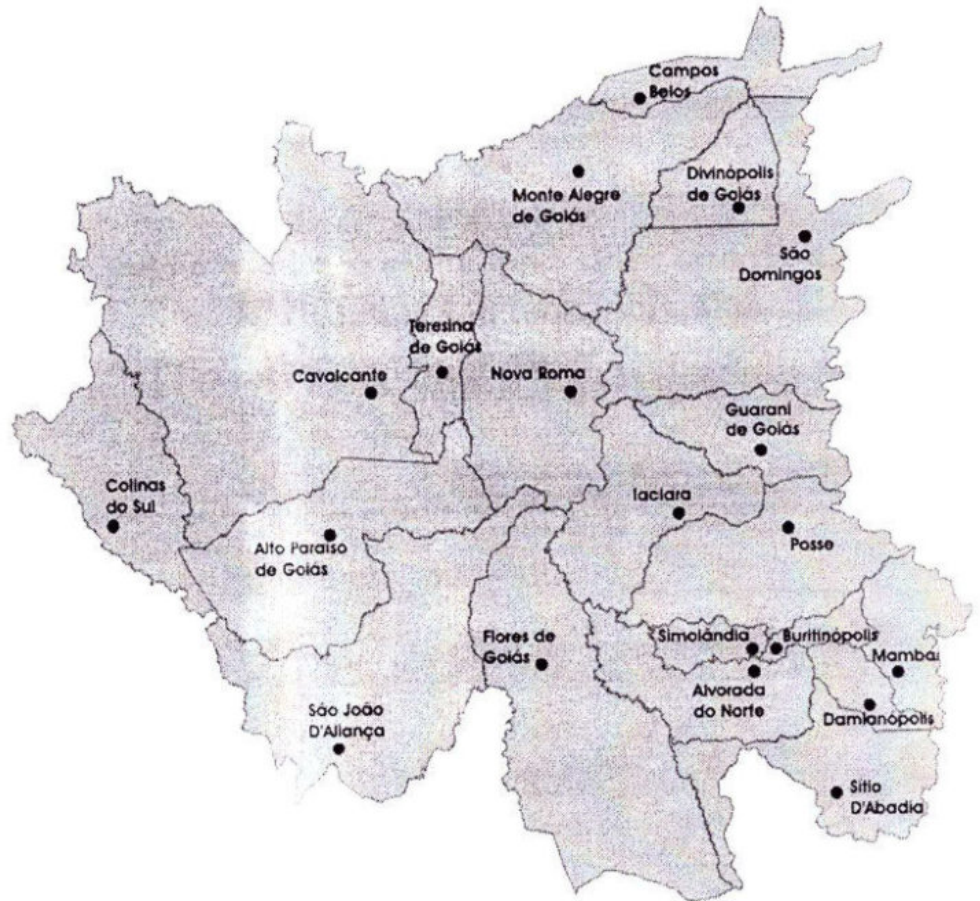 Campos
Belos
Monte Alegre
de Goiás
Divinópolis
de Goiás
São
Domingos
Teresina
de Goiás
Cavalcante
Nova Roma
Guarani
de Goiás
Colinas
do Sul
Iaciara
Alto Paraíso
de Goiás
Posse
Flores de
Goiás
Simolândia
Buritinópolis
Mambaí
Alvorada
do Norte
Damianópolis
São João
D'Aliança
Sítio
D'Abadia